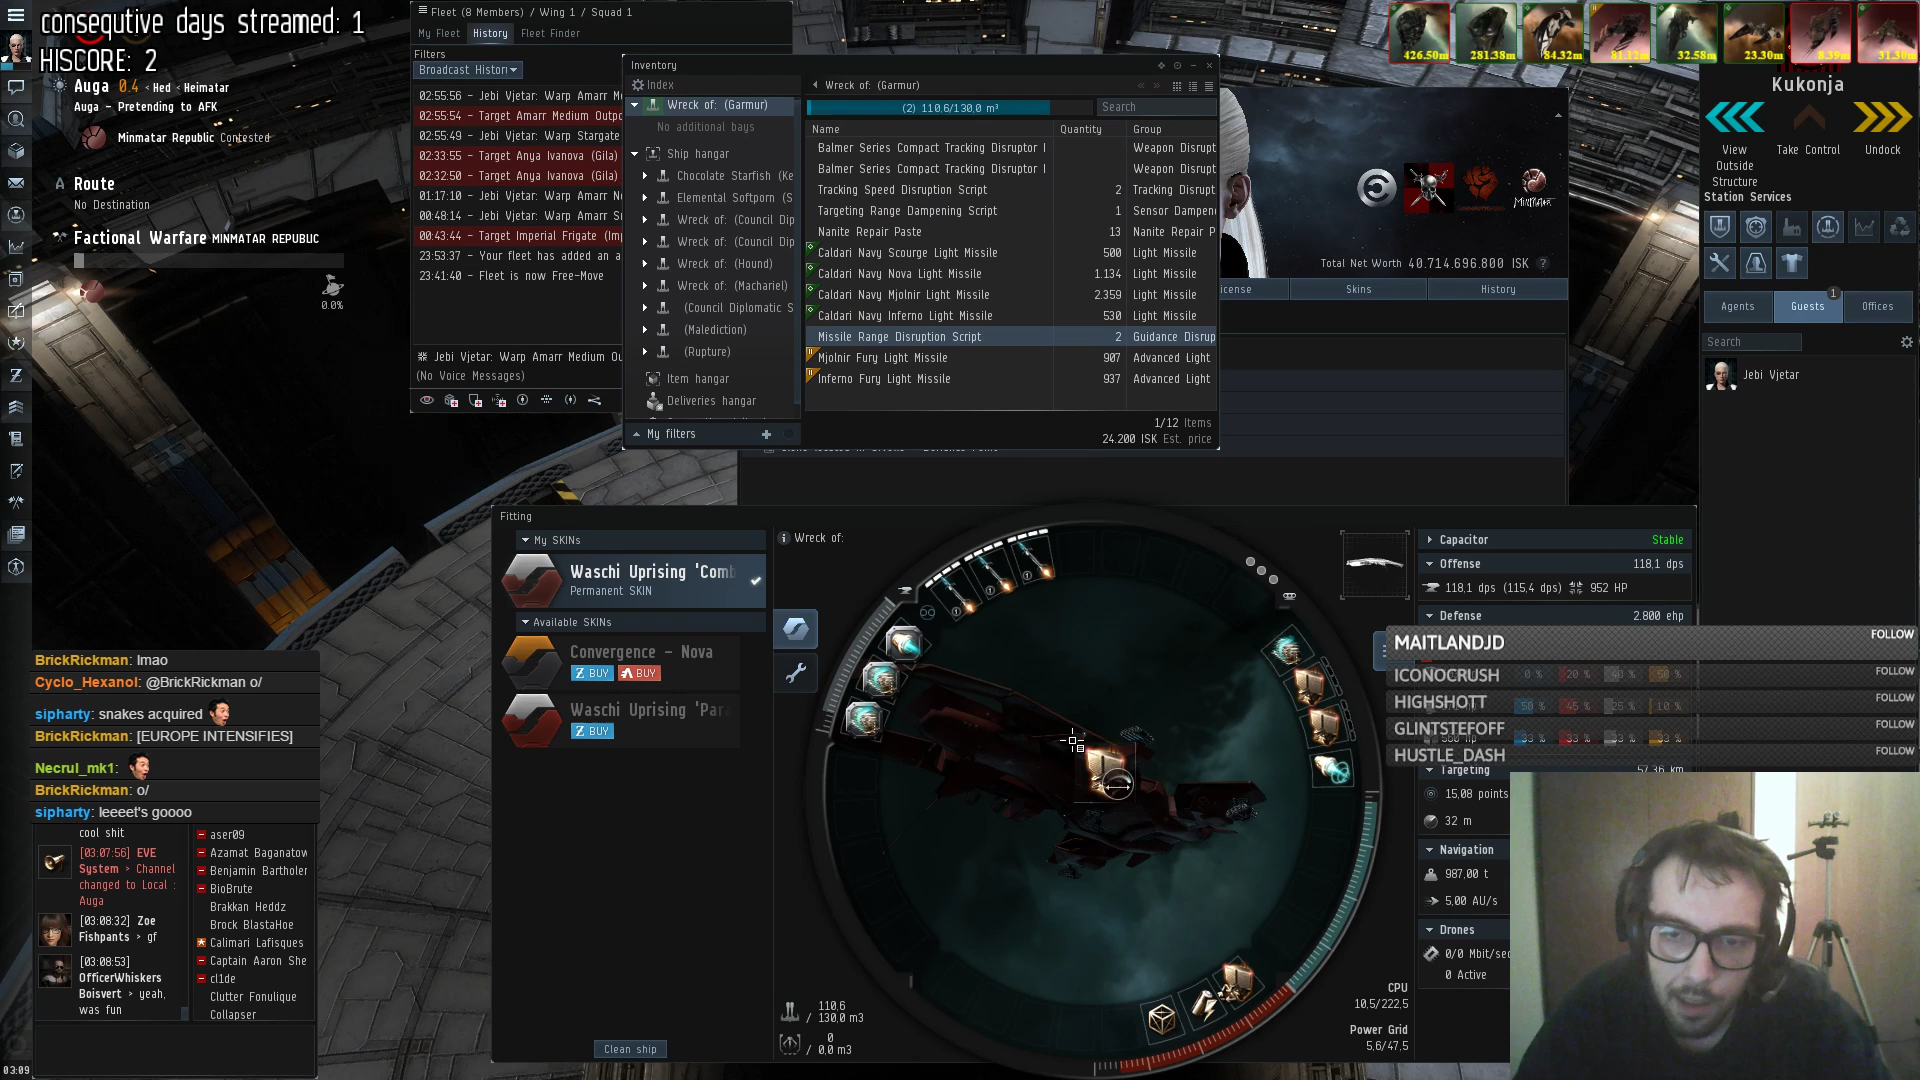 consequtive days streamed: 1
HISCORE: 2
Auga 0.4 < Hed < Heimatar
Auga - Pretending to AFK
Minmatar Republic Contested
Route
No Destination
Factional Warfare MINMATAR REPUBLIC
0.0%
Fleet (8 Members) / Wing 1 / Squad 1
My Fleet History Fleet Finder
Filters
Broadcast Histor
02:55:56 - Jebi Vjetar: Warp Amarr M
02:55:54 - Target Amarr Medium Outpo
02:55:49 - Jebi Vjetar: Warp Stargate
02:33:55 - Target Anya Ivanova (Gila)
02:32:50 - Target Anya Ivanova (Gila)
01:17:10 - Jebi Vjetar: Warp Amarr N
00:48:14 - Jebi Vjetar: Warp Amarr S
00:43:44 - Target Imperial Frigate (Im
23:53:37 - Your fleet has added an a
23:41:40 - Fleet is now Free-Move
Jebi Vjetar: Warp Amarr Medium Ou
(No Voice Messages)
Inventory
Index
Wreck of: (Garmur)
No additional bays
Ship hangar
Chocolate Starfish (Ke
Elemental Softporn (S
Wreck of: (Council Dip
Wreck of: (Council Dip
Wreck of: (Hound)
Wreck of: (Machariel)
(Council Diplomatic S
(Malediction)
(Rupture)
Item hangar
Deliveries hangar
My filters
Wreck of: (Garmur)
(2) 110,6/130,0 m³
Search
Name Quantity Group
Balmer Series Compact Tracking Disruptor I Weapon Disrupt
Balmer Series Compact Tracking Disruptor I Weapon Disrupt
Tracking Speed Disruption Script 2 Tracking Disrupt
Targeting Range Dampening Script 1 Sensor Dampen
Nanite Repair Paste 13 Nanite Repair P
Caldari Navy Scourge Light Missile 500 Light Missile
Caldari Navy Nova Light Missile 1.134 Light Missile
Caldari Navy Mjolnir Light Missile 2.359 Light Missile
Caldari Navy Inferno Light Missile 530 Light Missile
Missile Range Disruption Script 2 Guidance Disrup
Mjolnir Fury Light Missile 907 Advanced Light
Inferno Fury Light Missile 937 Advanced Light
1/12 Items
24.200 ISK Est. price
426.50m 281.38m 84.32m 81.12m 32.58m 23.30m 8.39m 31.30m
Total Net Worth 40.714.696.800 ISK
Skins
History
Kukonja
View Outside Structure
Take Control
Undock
Station Services
Agents Guests 1 Offices
Search
Jebi Vjetar
Fitting
My SKINs
Waschi Uprising 'Comb
Permanent SKIN
Available SKINs
Convergence - Nova
BUY BUY
Waschi Uprising 'Para
BUY
Clean ship
Wreck of:
110,6
/ 130,0 m3
0
/ 0,0 m3
CPU
10,5/222,5
Power Grid
5,6/47,5
Capacitor Stable
Offense 118,1 dps
118,1 dps (115,4 dps) 952 HP
Defense 2.800 ehp
Targeting 57,36 km
15,08 points
32 m
Navigation
987,00 t
5,00 AU/s
Drones
0/0 Mbit/sec
0 Active
MAITLANDJD FOLLOW
ICONOCRUSH FOLLOW
HIGHSHOTT FOLLOW
GLINTSTEFOFF FOLLOW
HUSTLE_DASH FOLLOW
BrickRickman: lmao
Cyclo_Hexanol: @BrickRickman o/
sipharty: snakes acquired
BrickRickman: [EUROPE INTENSIFIES]
Necrul_mk1:
BrickRickman: o/
sipharty: leeeet's goooo
cool shit
[03:07:56] EVE System > Channel changed to Local : Auga
[03:08:32] Zoe Fishpants > gf
[03:08:53] OfficerWhiskers Boisvert > yeah, was fun
aser09
Azamat Baganatow
Benjamin Bartholer
BioBrute
Brakkan Heddz
Brock BlastaHoe
Calimari Lafisques
Captain Aaron She
cl1de
Clutter Fonulique
Collapser
03:09